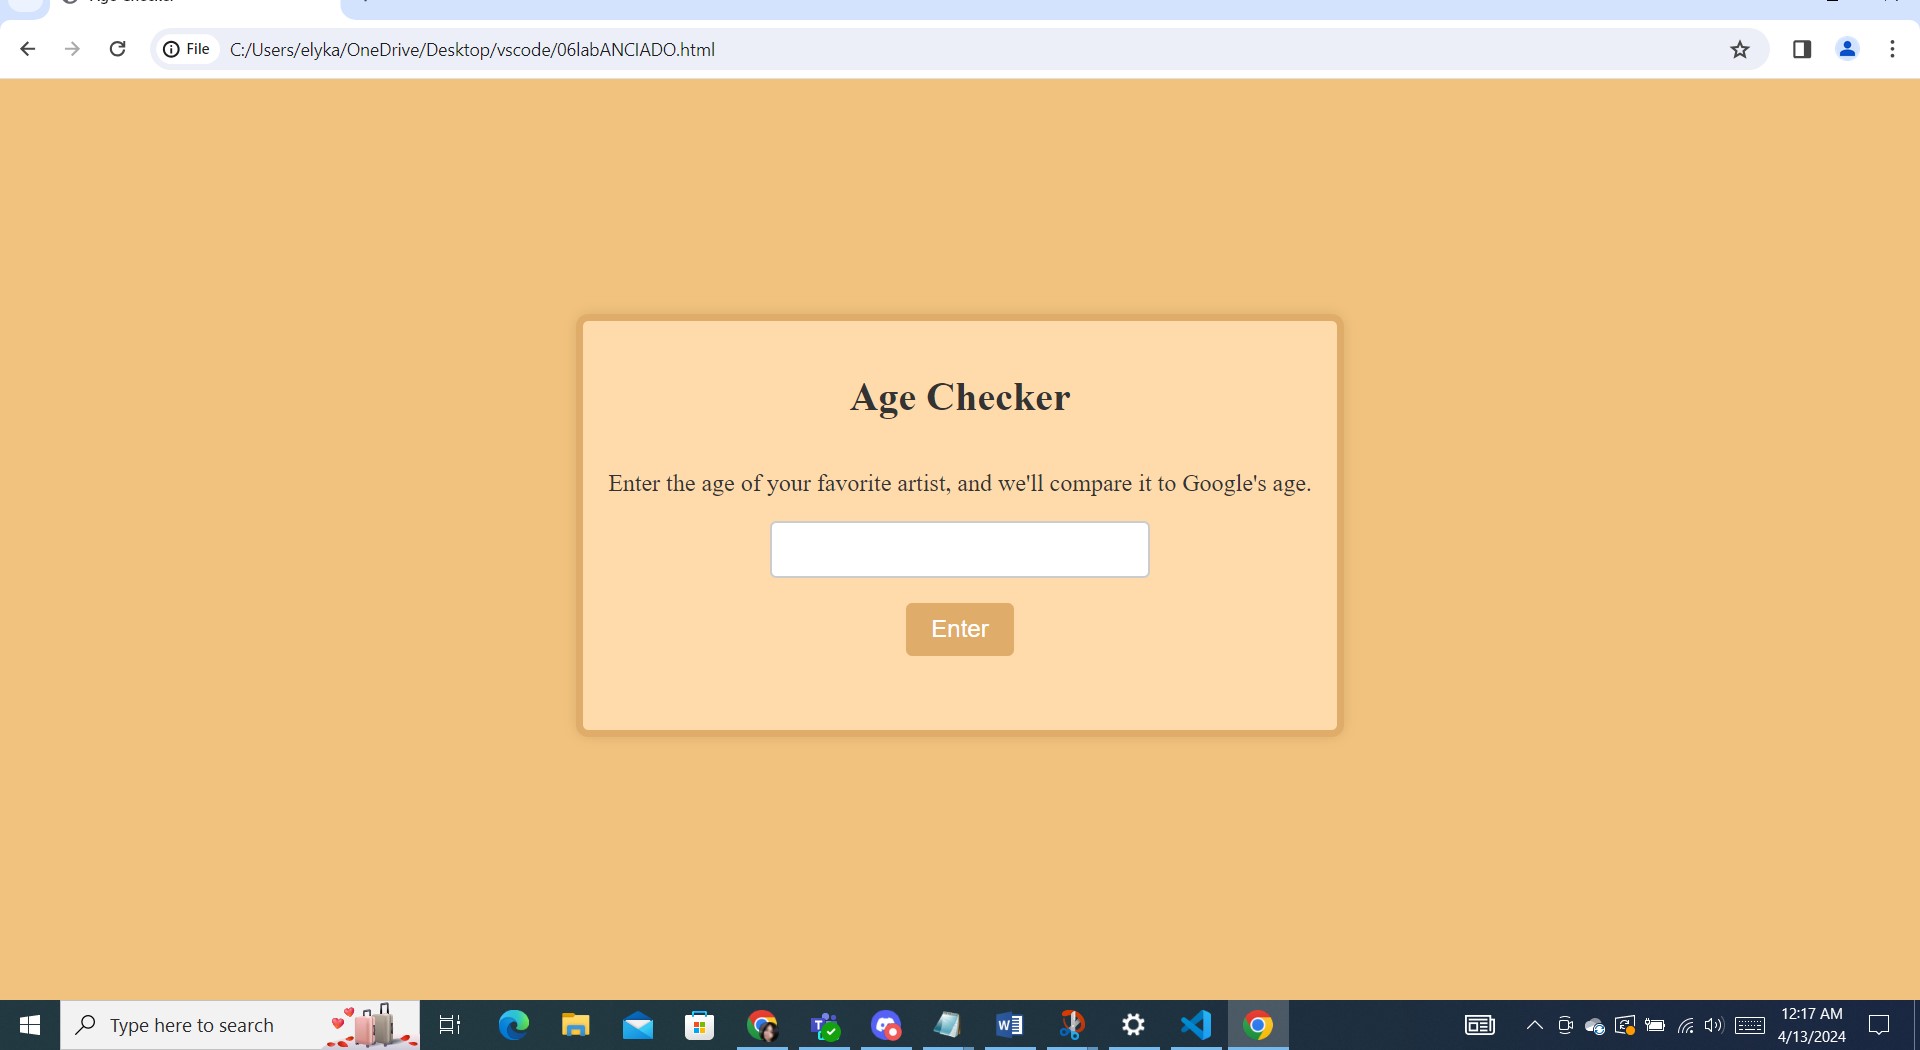 File
C:/Users/elyka/OneDrive/Desktop/vscode/06labANCIADO.html
Age Checker
Enter the age of your favorite artist, and we'll compare it to Google's age.
Enter
Type here to search
12:17 AM
4/13/2024